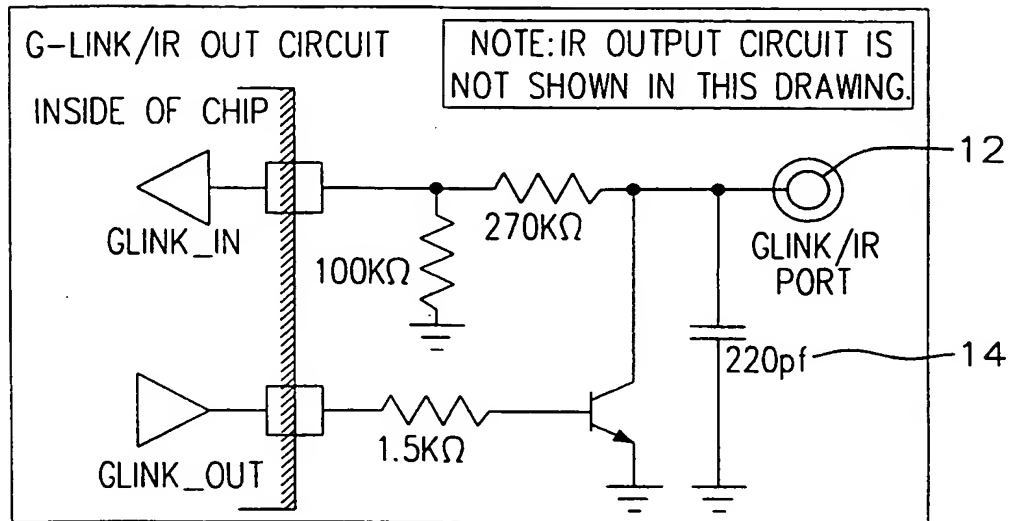 G-LINK/IR OUT CIRCUIT
NOTE:IR OUTPUT CIRCUIT IS
NOT SHOWN IN THIS DRAWING.
INSIDE OF CHIP
12
GLINK_IN
270KΩ
GLINK/IR
PORT
100KΩ
220pf
14
1.5KΩ
GLINK_OUT